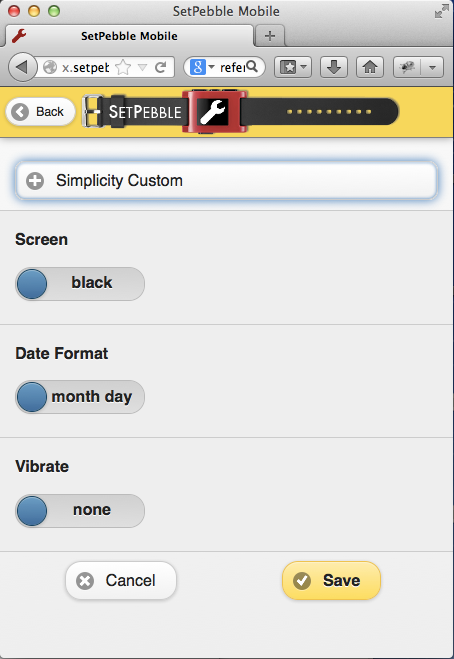 SetPebble Mobile
SetPebble Mobile
x.setpeb
refer
Back
SETPEBBLE
Simplicity Custom
Screen
black
Date Format
month day
Vibrate
none
Cancel
Save